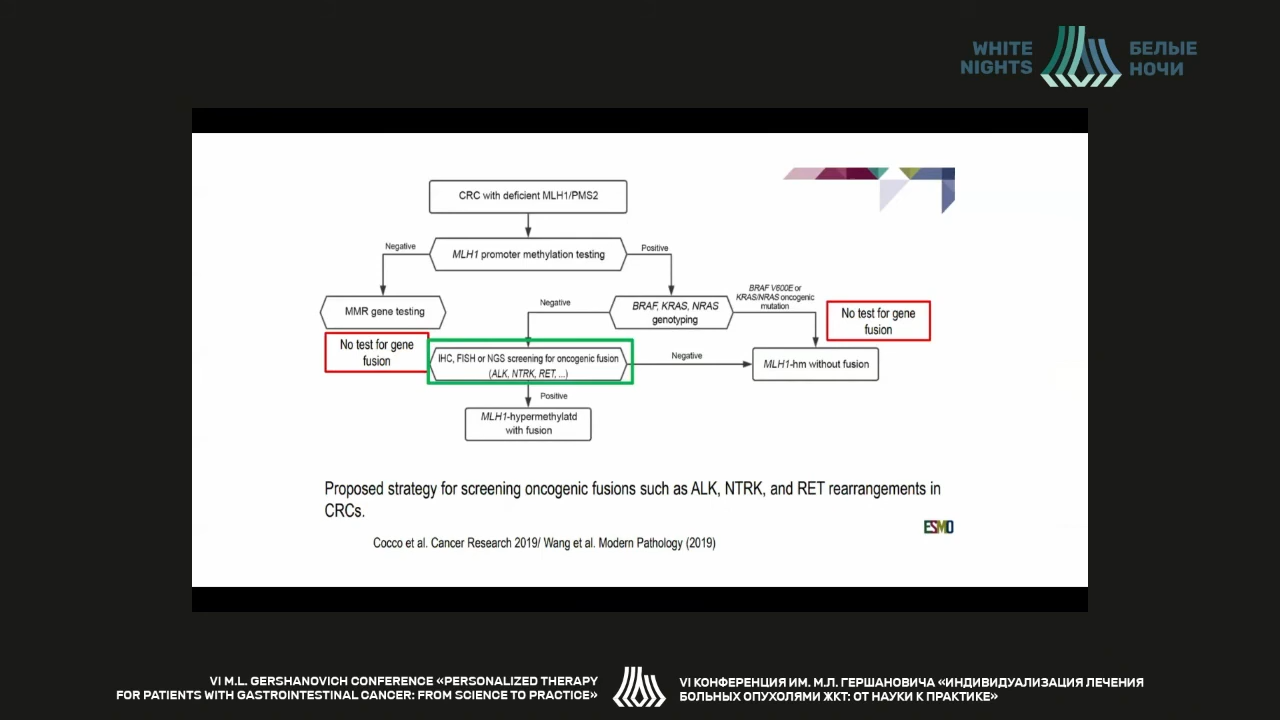 WHITE
NIGHTS
БЕЛЫЕ
НОЧИ
CRC with deficient MLH1/PMS2
Negative
MLH1 promoter methylation testing
Positive
MMR gene testing
Negative
BRAF, KRAS, NRAS
genotyping
BRAF V600E or
KRAS/NRAS oncogenic
mutation
No test for gene
fusion
No test for gene
fusion
IHC, FISH or NGS screening for oncogenic fusion
(ALK, NTRK, RET, ...)
Negative
MLH1-hm without fusion
Positive
MLH1-hypermethylatd
with fusion
Proposed strategy for screening oncogenic fusions such as ALK, NTRK, and RET rearrangements in
CRCs.
ESMO
Cocco et al. Cancer Research 2019/ Wang et al. Modern Pathology (2019)
VI M.L. GERSHANOVICH CONFERENCE «PERSONALIZED THERAPY
FOR PATIENTS WITH GASTROINTESTINAL CANCER: FROM SCIENCE TO PRACTICE»
VI КОНФЕРЕНЦИЯ ИМ. М.Л. ГЕРШАНОВИЧА «ИНДИВИДУАЛИЗАЦИЯ ЛЕЧЕНИЯ
БОЛЬНЫХ ОПУХОЛЯМИ ЖКТ: ОТ НАУКИ К ПРАКТИКЕ»